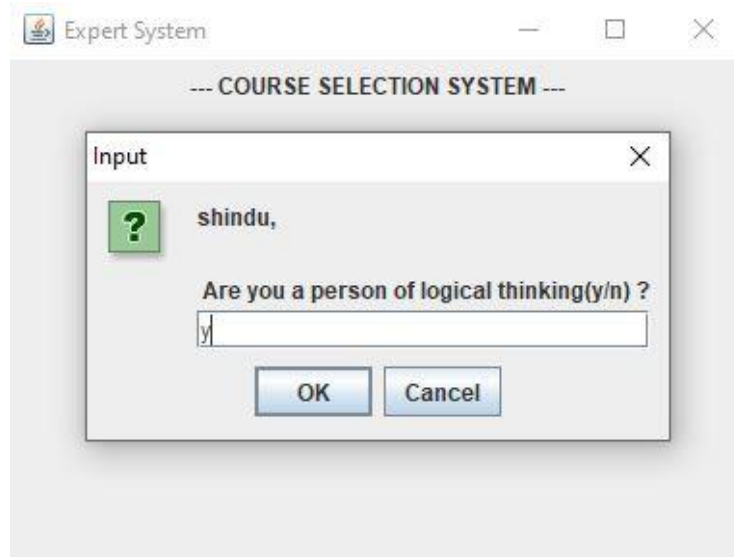 Expert System
--- COURSE SELECTION SYSTEM ---
Input
?
shindu,
Are you a person of logical thinking(y/n) ?
y
OK Cancel